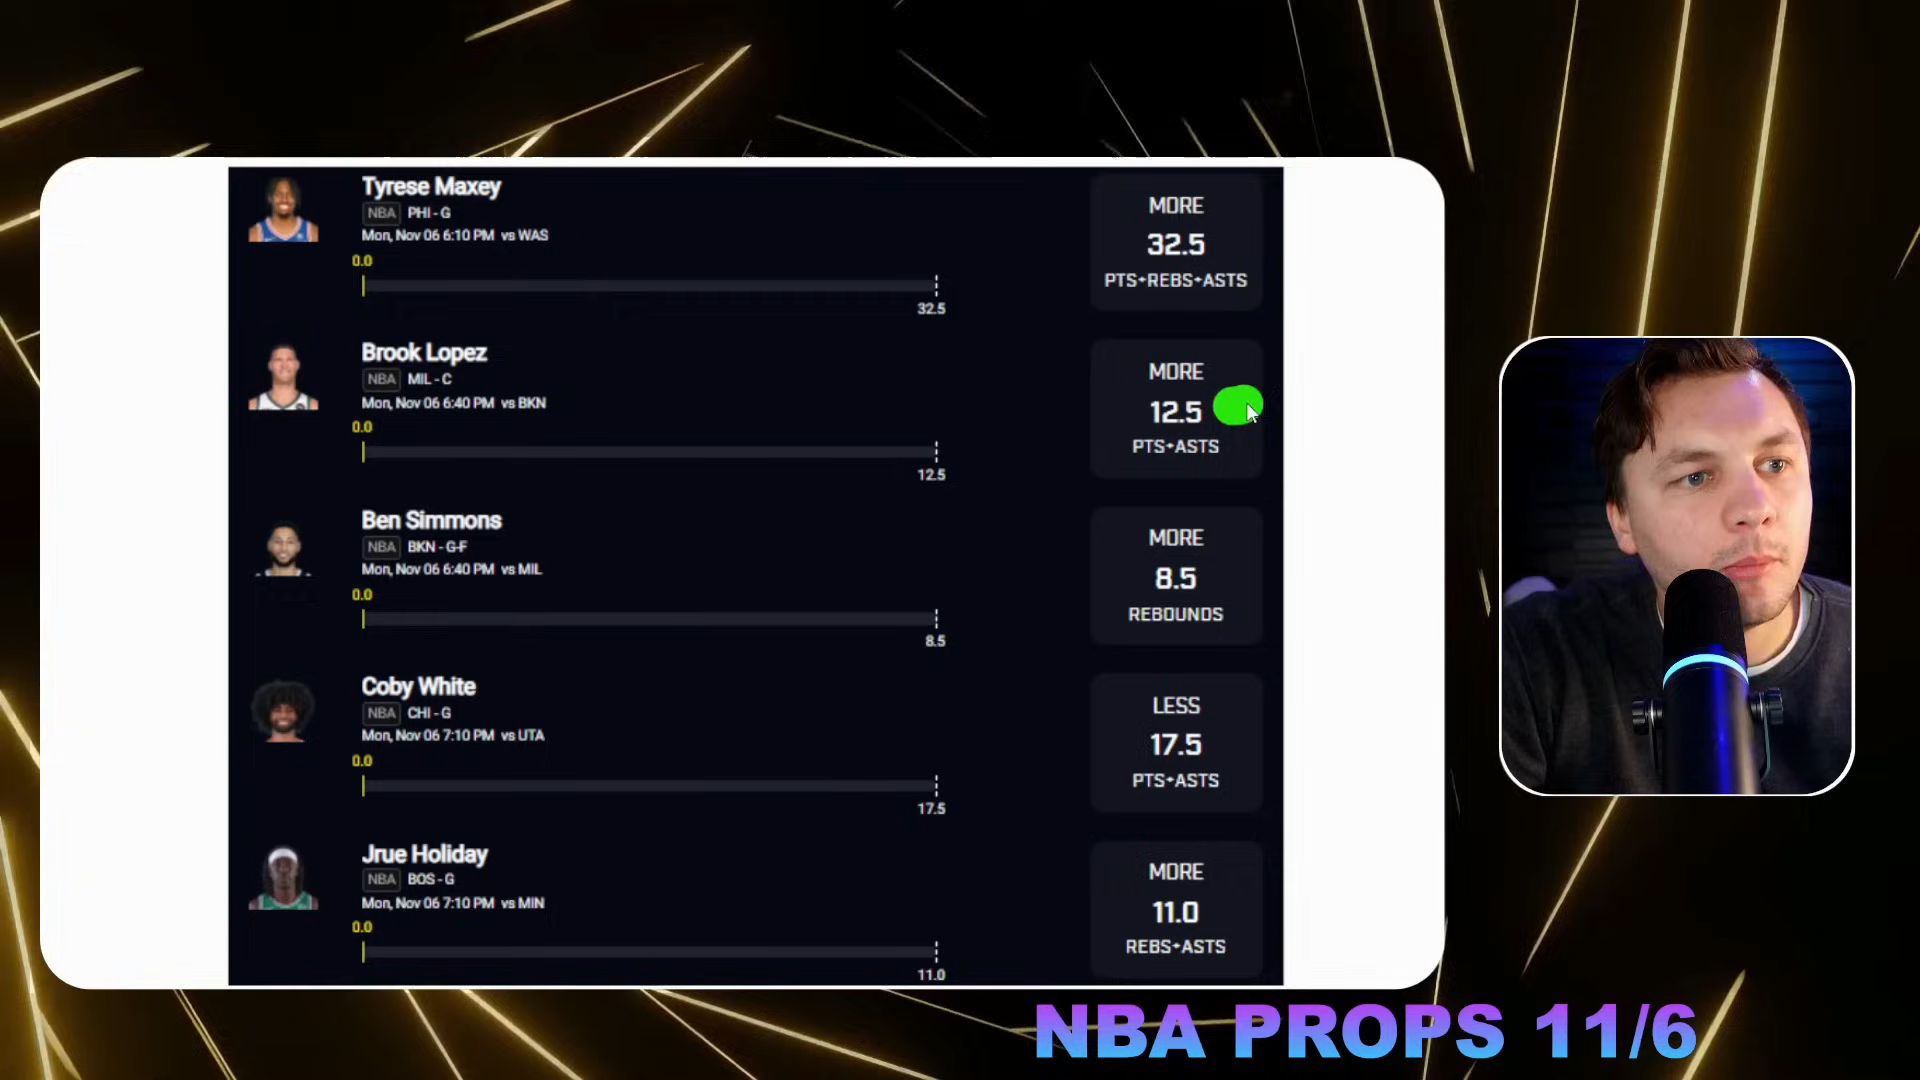 Tyrese Maxey
NBA PHI - G
Mon, Nov 06 6:10 PM vs WAS
0.0
32.5
MORE
32.5
PTS+REBS+ASTS
Brook Lopez
NBA MIL - C
Mon, Nov 06 6:40 PM vs BKN
0.0
12.5
MORE
12.5
PTS+ASTS
Ben Simmons
NBA BKN - G-F
Mon, Nov 06 6:40 PM vs MIL
0.0
8.5
MORE
8.5
REBOUNDS
Coby White
NBA CHI - G
Mon, Nov 06 7:10 PM vs UTA
0.0
17.5
LESS
17.5
PTS+ASTS
Jrue Holiday
NBA BOS - G
Mon, Nov 06 7:10 PM vs MIN
0.0
11.0
MORE
11.0
REBS+ASTS
NBA PROPS 11/6